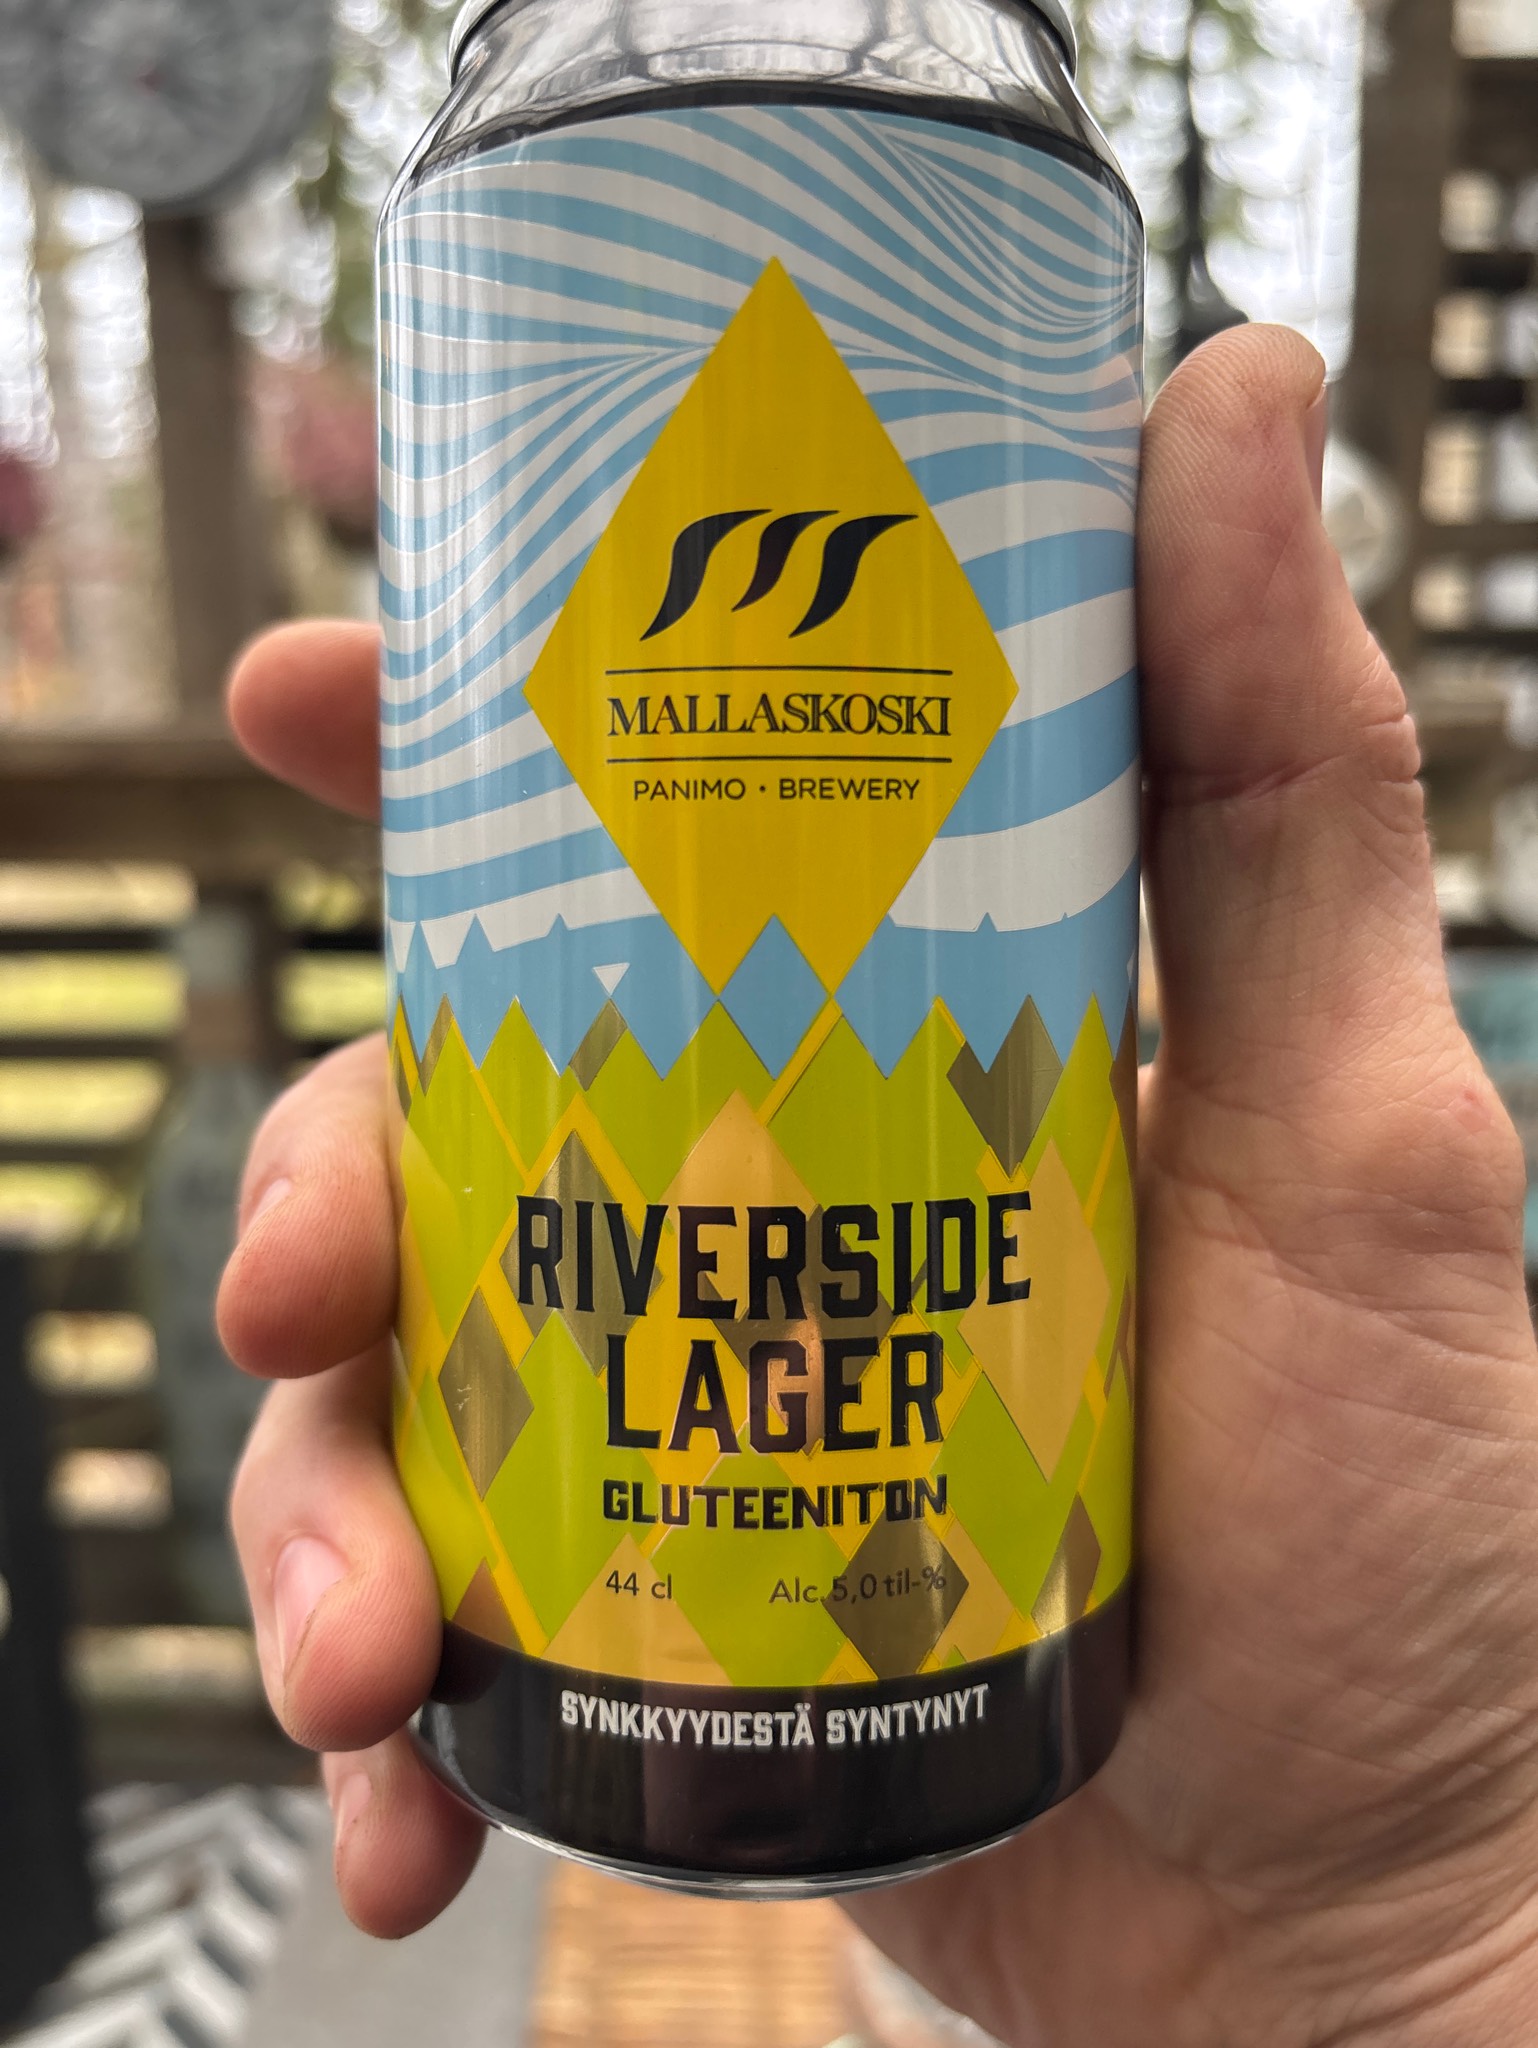 MALLASKOSKI
PANIMO • BREWERY
RIVERSIDE
LAGER
GLUTEENITON
44 cl Alc. 5,0 til-%
SYNKKYYDESTÄ SYNTYNYT